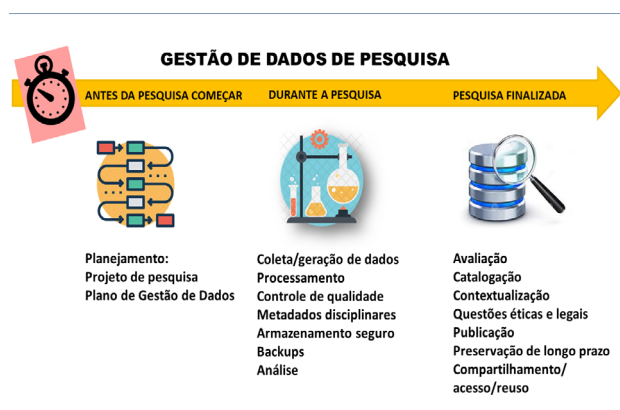 GESTÃO DE DADOS DE PESQUISA
ANTES DA PESQUISA COMEÇAR
DURANTE A PESQUISA
PESQUISA FINALIZADA
Planejamento:
Projeto de pesquisa
Plano de Gestão de Dados
Coleta/geração de dados
Processamento
Controle de qualidade
Metadados disciplinares
Armazenamento seguro
Backups
Análise
Avaliação
Catalogação
Contextualização
Questões éticas e legais
Publicação
Preservação de longo prazo
Compartilhamento/
acesso/reuso